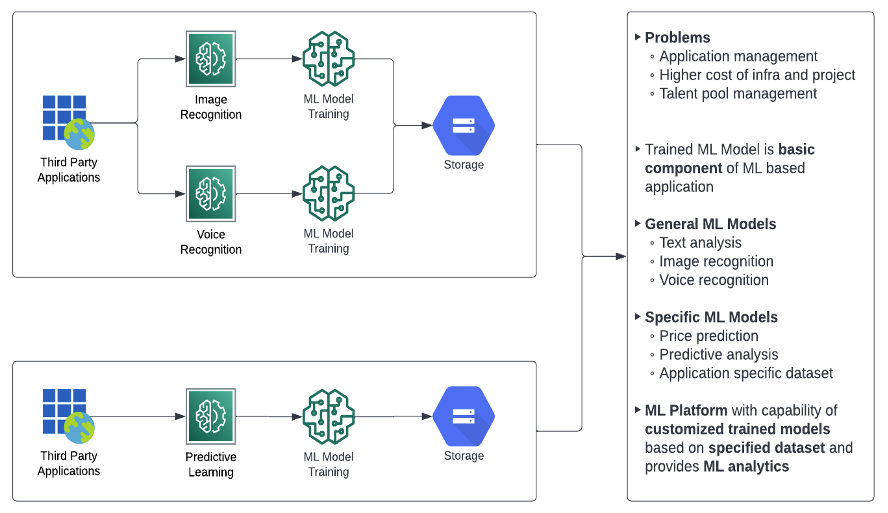 Image
Recognition
ML Model
Training
Third Party
Applications
Storage
Voice
Recognition
ML Model
Training
Third Party
Applications
Predictive
Learning
ML Model
Training
Storage
Problems
Application management
Higher cost of infra and project
Talent pool management
Trained ML Model is basic
component of ML based
application
General ML Models
Text analysis
Image recognition
Voice recognition
Specific ML Models
Price prediction
Predictive analysis
Application specific dataset
ML Platform with capability of
customized trained models
based on specified dataset and
provides ML analytics